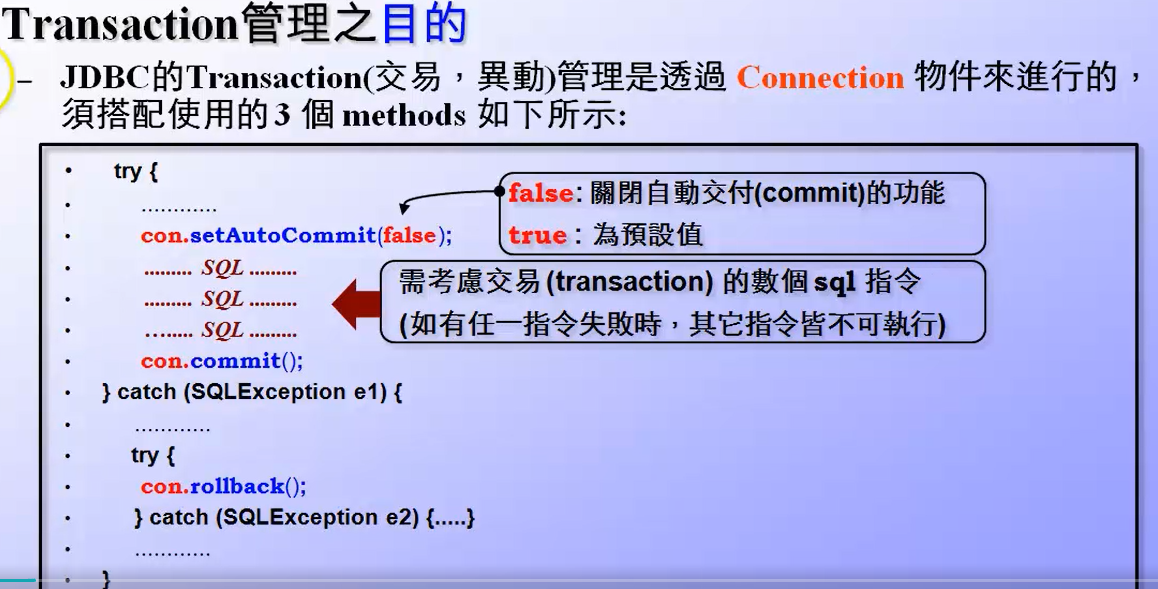 Transaction管理之目的
– JDBC的Transaction(交易，異動)管理是透過 Connection 物件來進行的，
須搭配使用的 3 個 methods 如下所示:
• try {
• ............
• con.setAutoCommit(false);
false: 關閉自動交付(commit)的功能
true : 為預設值
• ......... SQL .........
• ......... SQL .........
• ......... SQL .........
需考慮交易 (transaction) 的數個 sql 指令
(如有任一指令失敗時，其它指令皆不可執行)
• con.commit();
• } catch (SQLException e1) {
• ............
• try {
• con.rollback();
• } catch (SQLException e2) {.....}
• ............
• }